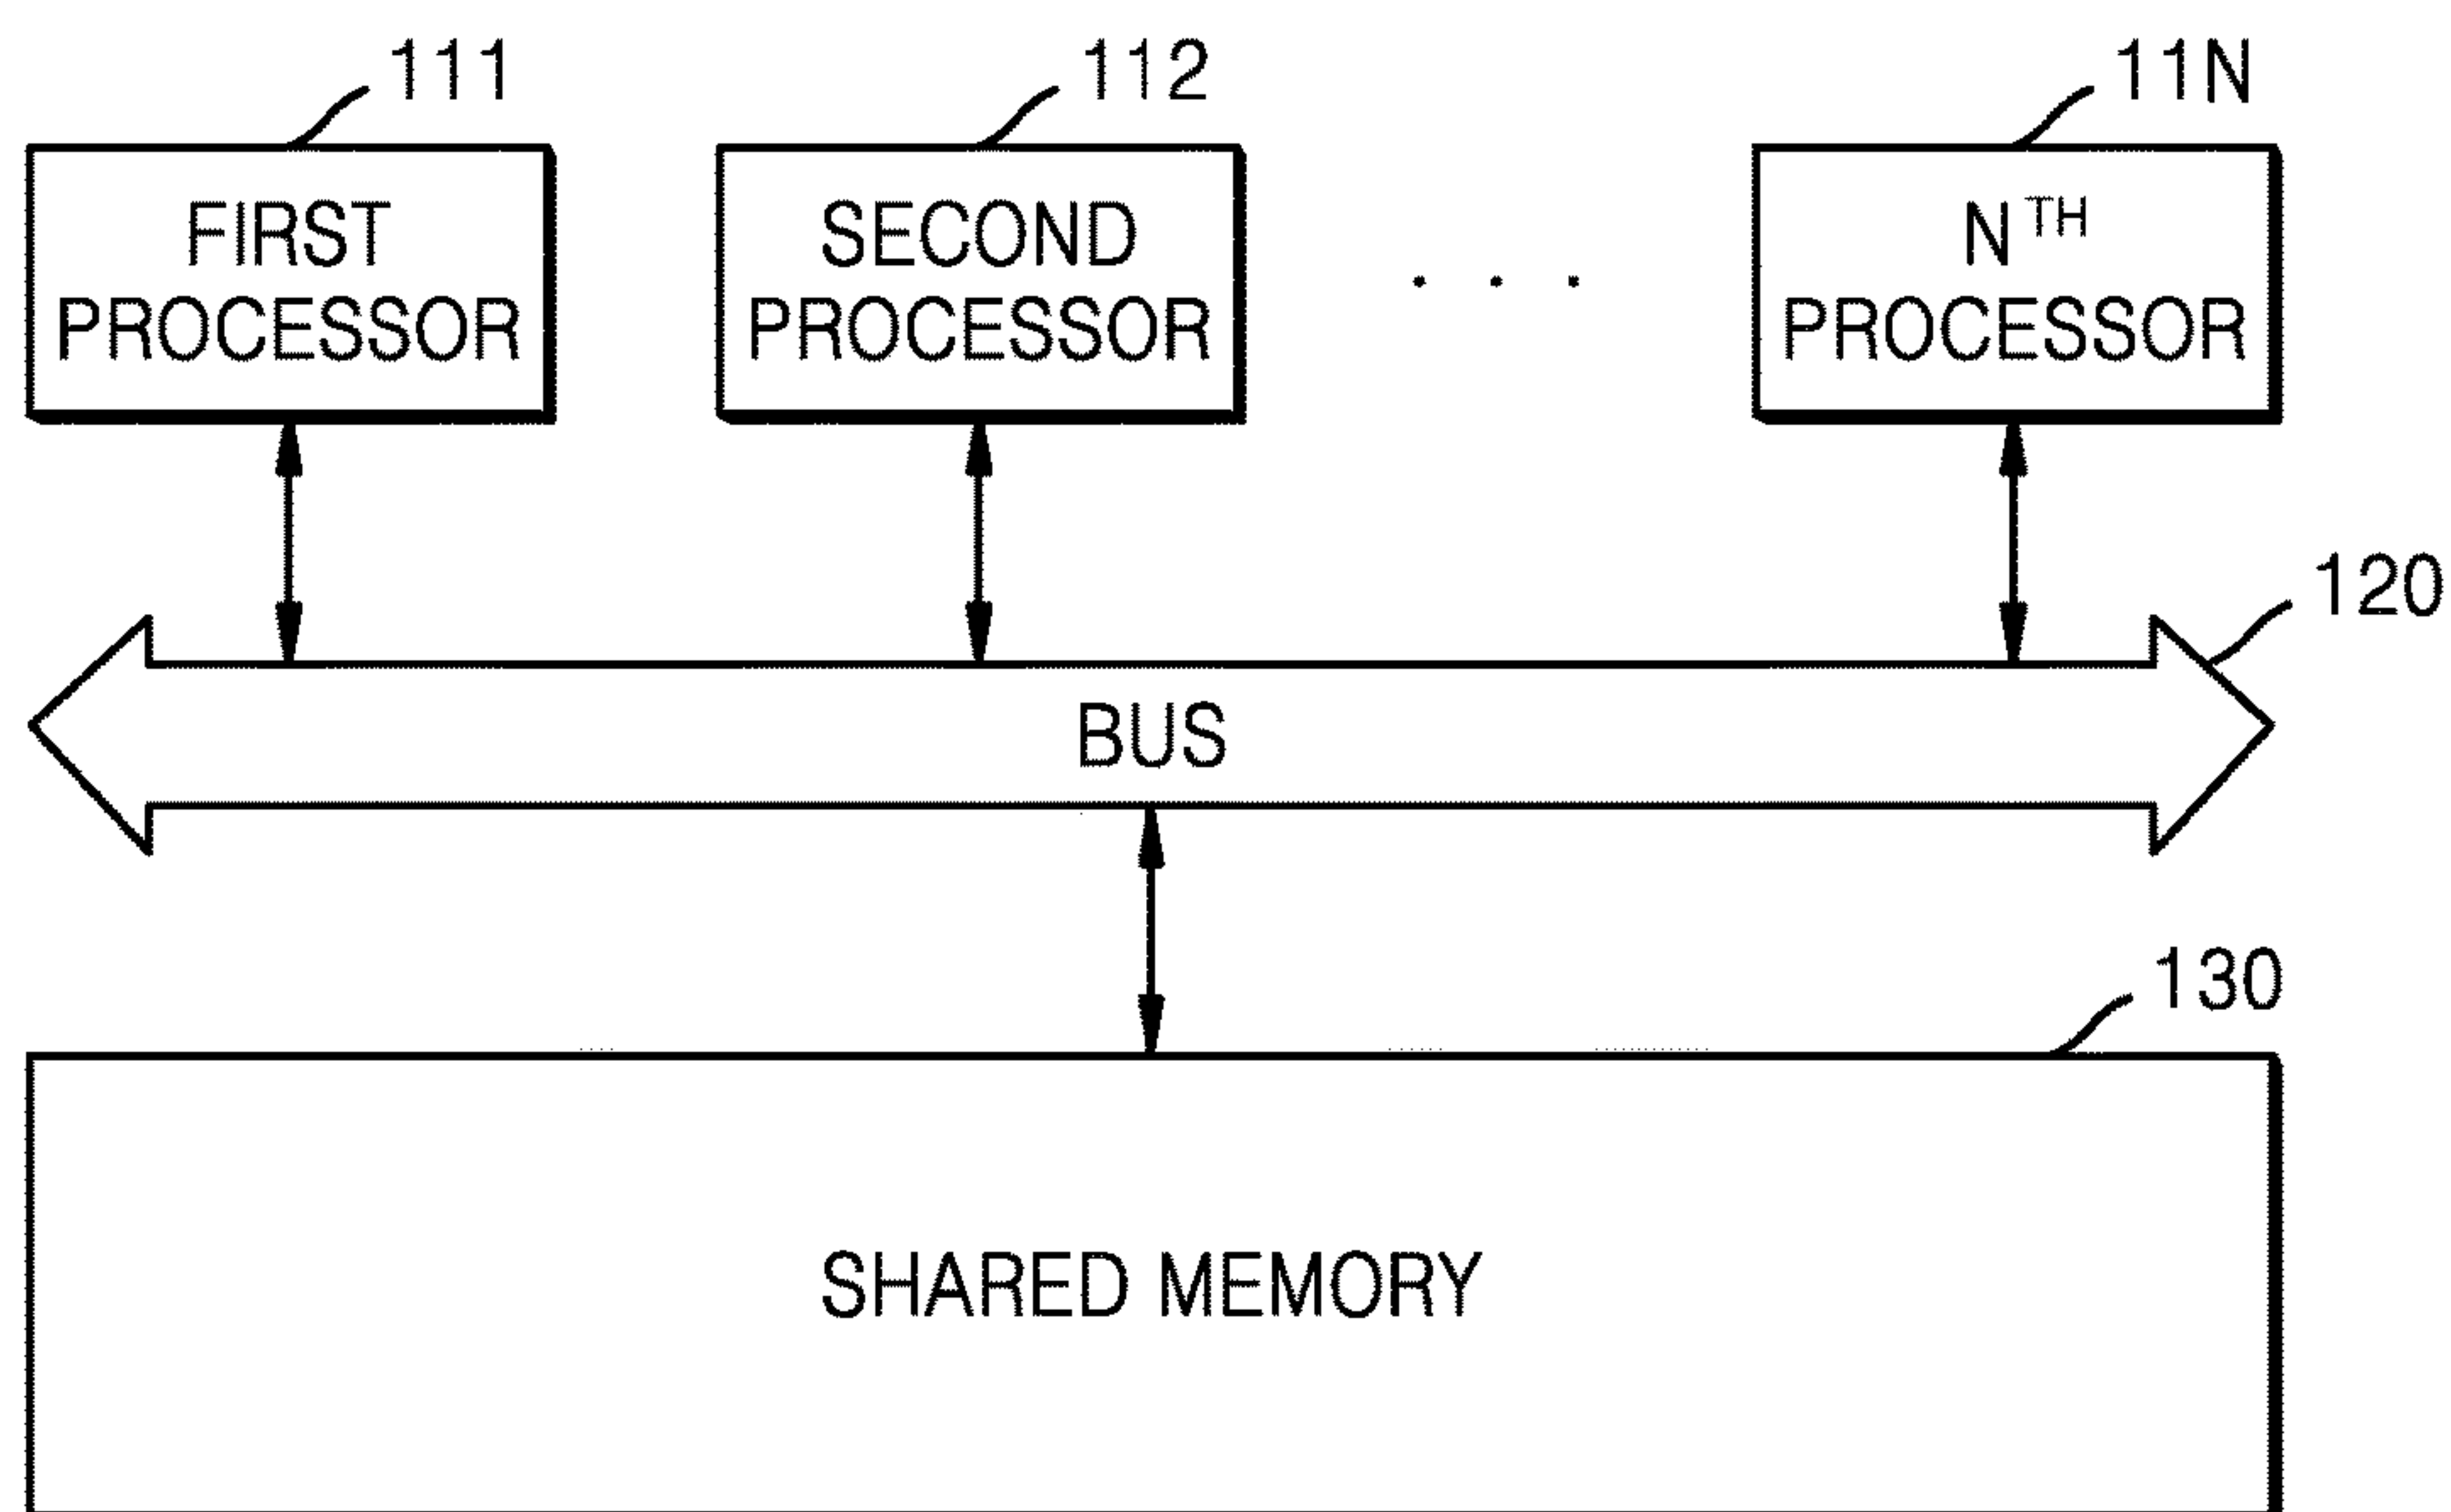 111
112
11N
FIRST
PROCESSOR
SECOND
PROCESSOR
. . .
N^TH
PROCESSOR
120
BUS
130
SHARED MEMORY